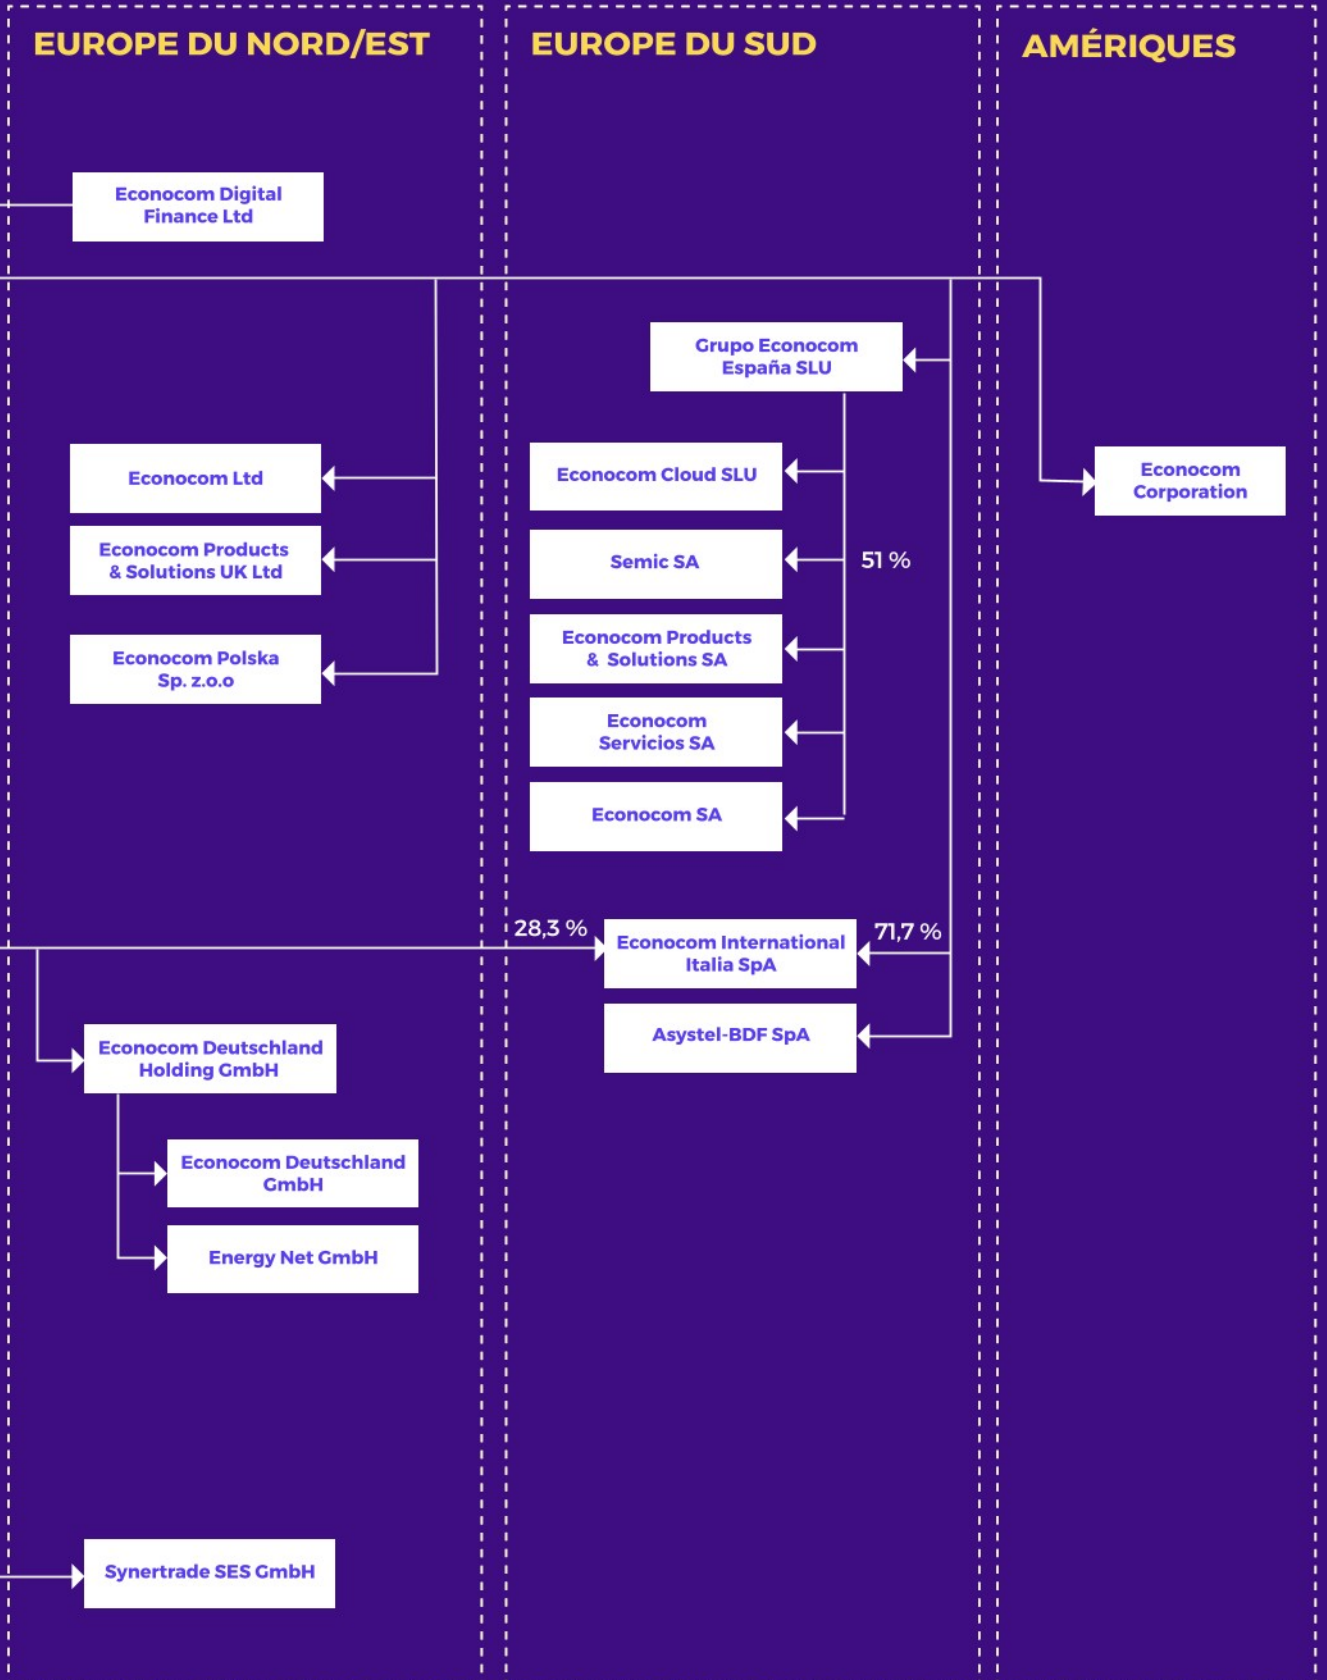 EUROPE DU NORD/EST
Econocom Digital
Finance Ltd
Econocom Ltd
Econocom Products
& Solutions UK Ltd
Econocom Polska
Sp. z.o.o
Econocom Deutschland
Holding GmbH
Econocom Deutschland
GmbH
Energy Net GmbH
Synertrade SES GmbH
EUROPE DU SUD
Grupo Econocom
España SLU
Econocom Cloud SLU
Semic SA
51 %
Econocom Products
& Solutions SA
Econocom
Servicios SA
Econocom SA
28,3 %
Econocom International
Italia SpA
71,7 %
Asystel-BDF SpA
AMÉRIQUES
Econocom
Corporation